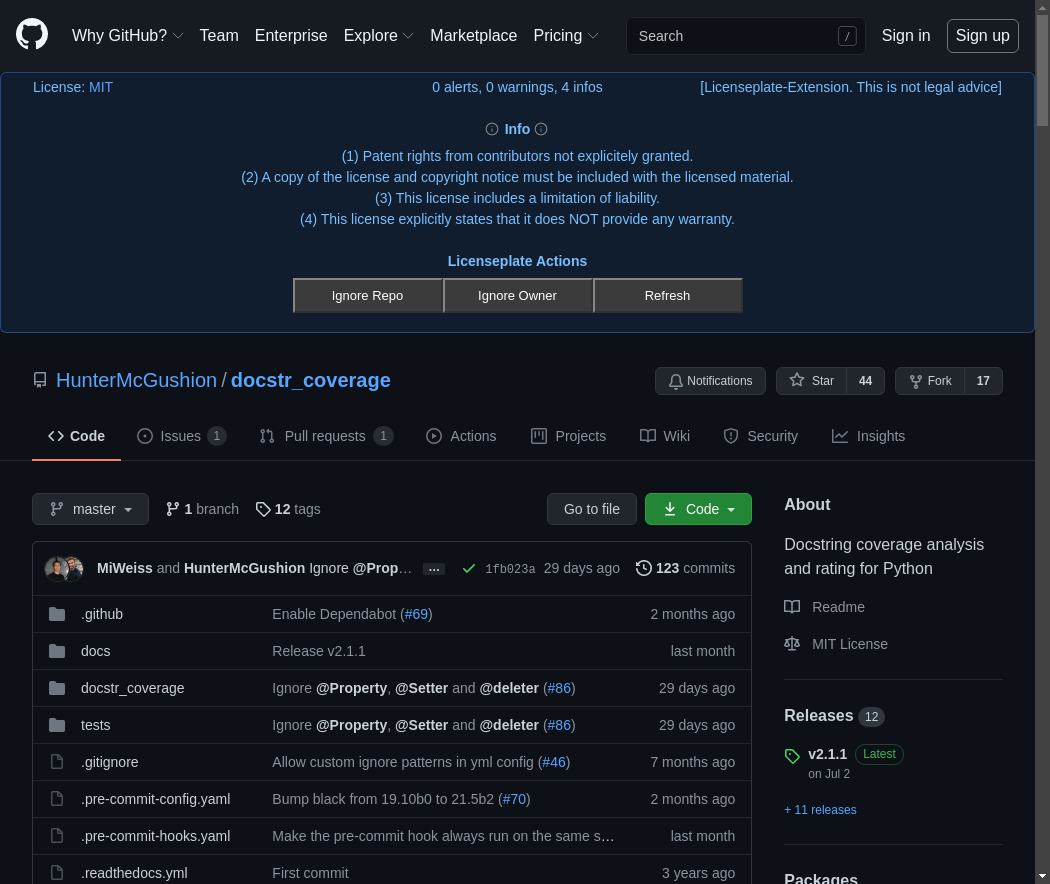 Why GitHub? Team Enterprise Explore Marketplace Pricing Search / Sign in Sign up
License: MIT 0 alerts, 0 warnings, 4 infos [Licenseplate-Extension. This is not legal advice]
Info
(1) Patent rights from contributors not explicitely granted.
(2) A copy of the license and copyright notice must be included with the licensed material.
(3) This license includes a limitation of liability.
(4) This license explicitly states that it does NOT provide any warranty.
Licenseplate Actions
Ignore Repo Ignore Owner Refresh
HunterMcGushion / docstr_coverage Notifications Star 44 Fork 17
Code Issues 1 Pull requests 1 Actions Projects Wiki Security Insights
master 1 branch 12 tags Go to file Code
MiWeiss and HunterMcGushion Ignore @Prop… … 1fb023a 29 days ago 123 commits
.github Enable Dependabot (#69) 2 months ago
docs Release v2.1.1 last month
docstr_coverage Ignore @Property, @Setter and @deleter (#86) 29 days ago
tests Ignore @Property, @Setter and @deleter (#86) 29 days ago
.gitignore Allow custom ignore patterns in yml config (#46) 7 months ago
.pre-commit-config.yaml Bump black from 19.10b0 to 21.5b2 (#70) 2 months ago
.pre-commit-hooks.yaml Make the pre-commit hook always run on the same s… last month
.readthedocs.yml First commit 3 years ago
About
Docstring coverage analysis
and rating for Python
Readme
MIT License
Releases 12
v2.1.1 Latest
on Jul 2
+ 11 releases
Packages